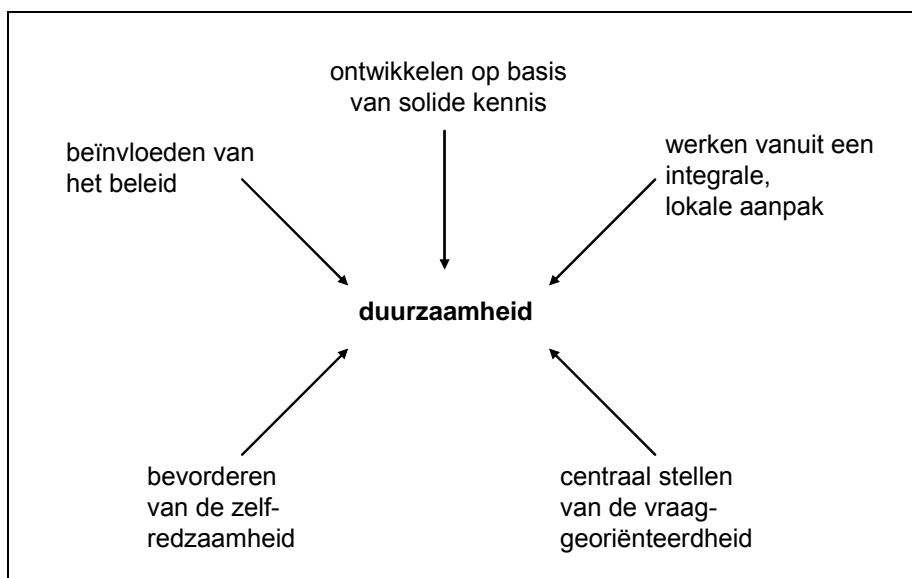 ontwikkelen op basis
van solide kennis
beïnvloeden van
het beleid
werken vanuit een
integrale,
lokale aanpak
duurzaamheid
bevorderen
van de zelf-
redzaamheid
centraal stellen
van de vraag-
georiënteerdheid